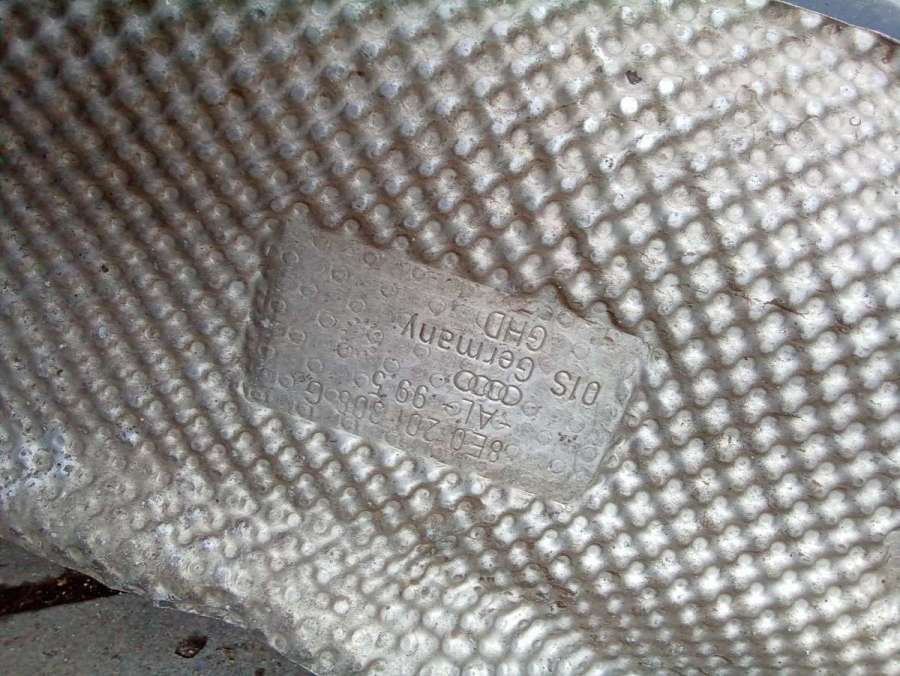 8E0 201 308 G
-AL- 99,5
01S Germany
GHD